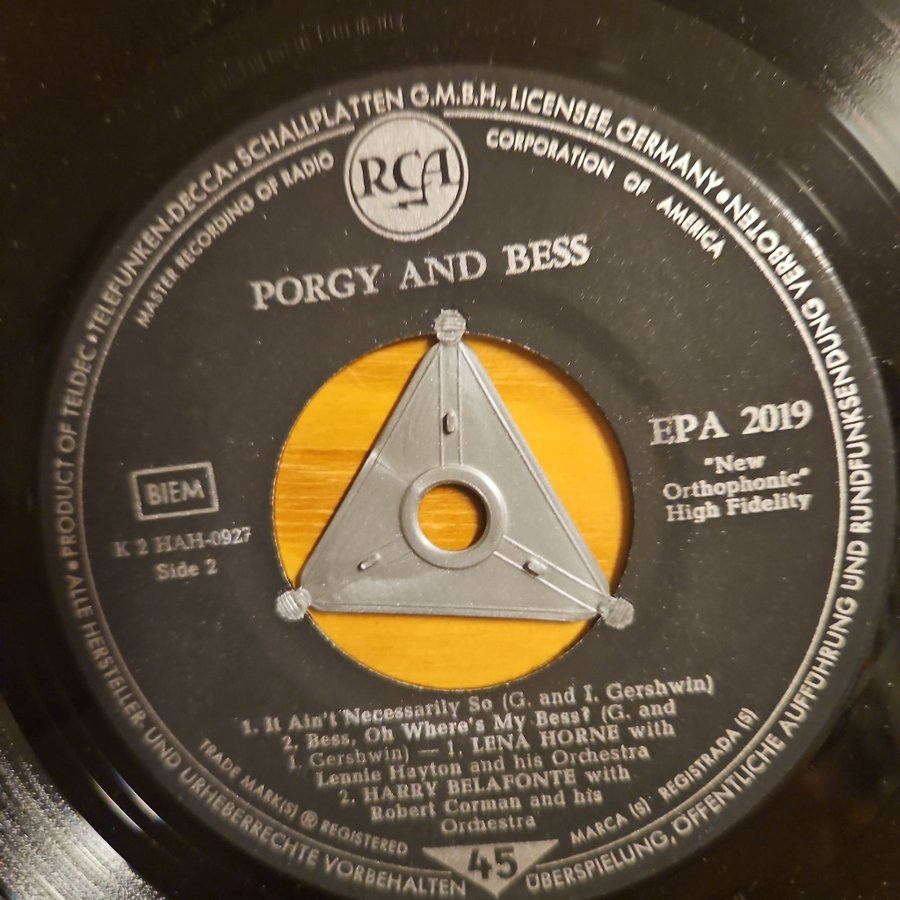 • PRODUCT OF TELDEC • TELEFUNKEN-DECCA • SCHALLPLATTEN G.M.B.H., LICENSEE, GERMANY •
NEN VERBOTEN
MASTER RECORDING OF RADIO CORPORATION OF AMERICA
RCA
PORGY AND BESS
EPA 2019
"New
Orthophonic"
High Fidelity
BIEM
K 2 HAH-0927
Side 2
1. It Ain't Necessarily So (G. and I. Gershwin)
2. Bess, Oh Where's My Bess? (G. and
I. Gershwin) — 1. LENA HORNE with
Lennie Hayton and his Orchestra
2. HARRY BELAFONTE with
Robert Corman and his
Orchestra
TRADE MARK(S) ® REGISTERED
MARCA (S) REGISTRADA (S)
45
ALLE HERSTELLER- UND URHEBERRECHTE VORBEHALTEN
ÜBERSPIELUNG, ÖFFENTLICHE AUFFÜHRUNG UND RUNDFUNKSENDUNG